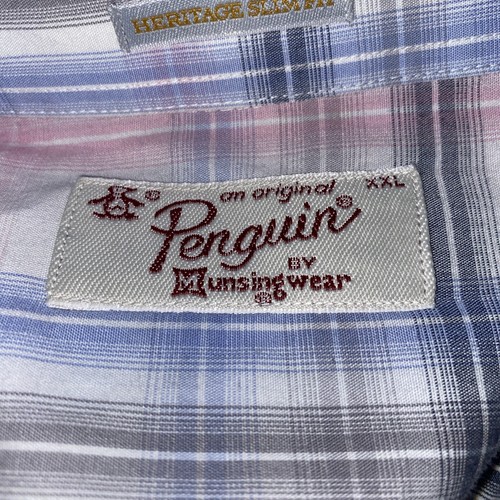 HERITAGE SLIM FIT
an original XXL
Penguin®
BY
Munsingwear
®